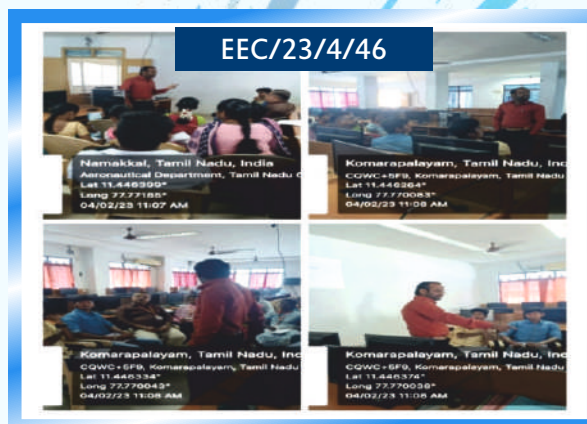 EEC/23/4/46
Namakkal, Tamil Nadu, India
Aeronautical Department, Tamil Nadu
Lat 11.446399°
Long 77.77165°
04/02/23 11:07 AM
Komarapalayam, Tamil Nadu, Ind
CQWC+5F9, Komarapalayam, Tamil Nadu
Lat 11.446264°
Long 77.770083°
04/02/23 11:08 AM
Komarapalayam, Tamil Nadu, Ind
CQWC+5F9, Komarapalayam, Tamil Nadu
Lat 11.446334°
Long 77.770043°
04/02/23 11:08 AM
Komarapalayam, Tamil Nadu, Ind
CQWC+5F9, Komarapalayam, Tamil Nadu
Lat 11.446374°
Long 77.770038°
04/02/23 11:08 AM